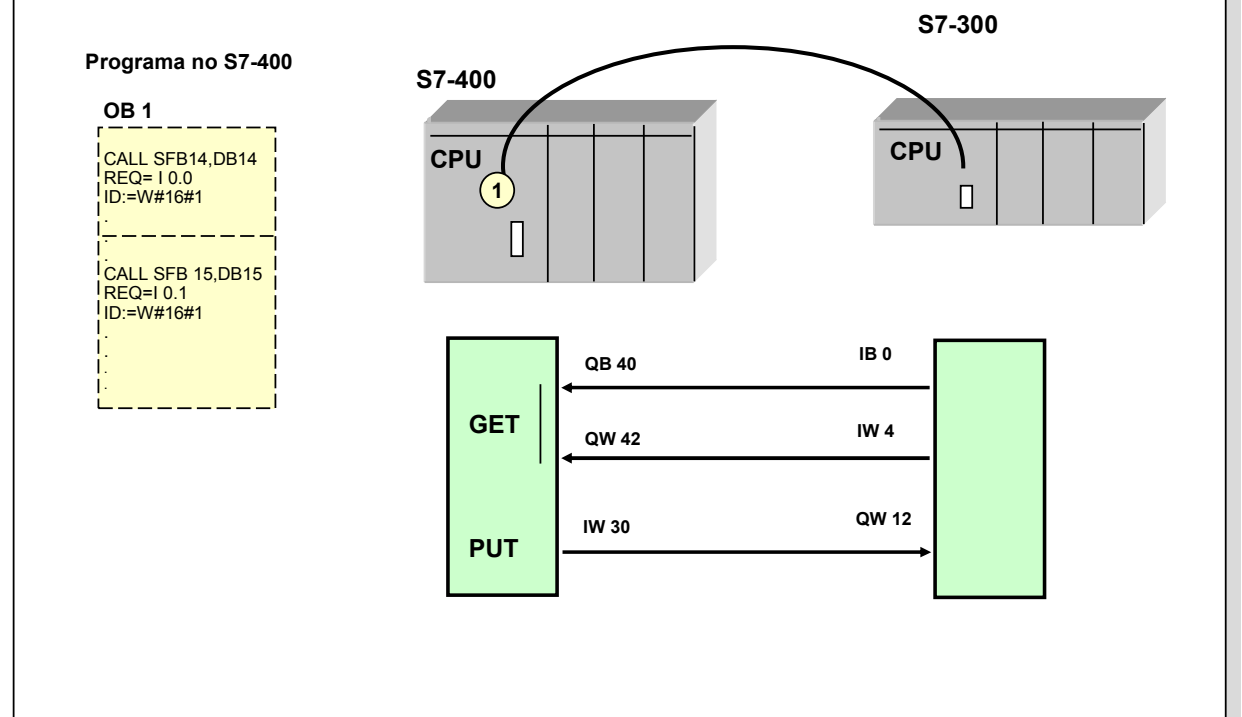 S7-300
Programa no S7-400
S7-400
OB 1
CPU
CPU
1
CALL SFB14,DB14
REQ= I 0.0
ID:=W#16#1
.
.
.
CALL SFB 15,DB15
REQ=I 0.1
ID:=W#16#1
.
.
.
.
QB 40
IB 0
GET
QW 42
IW 4
PUT
IW 30
QW 12